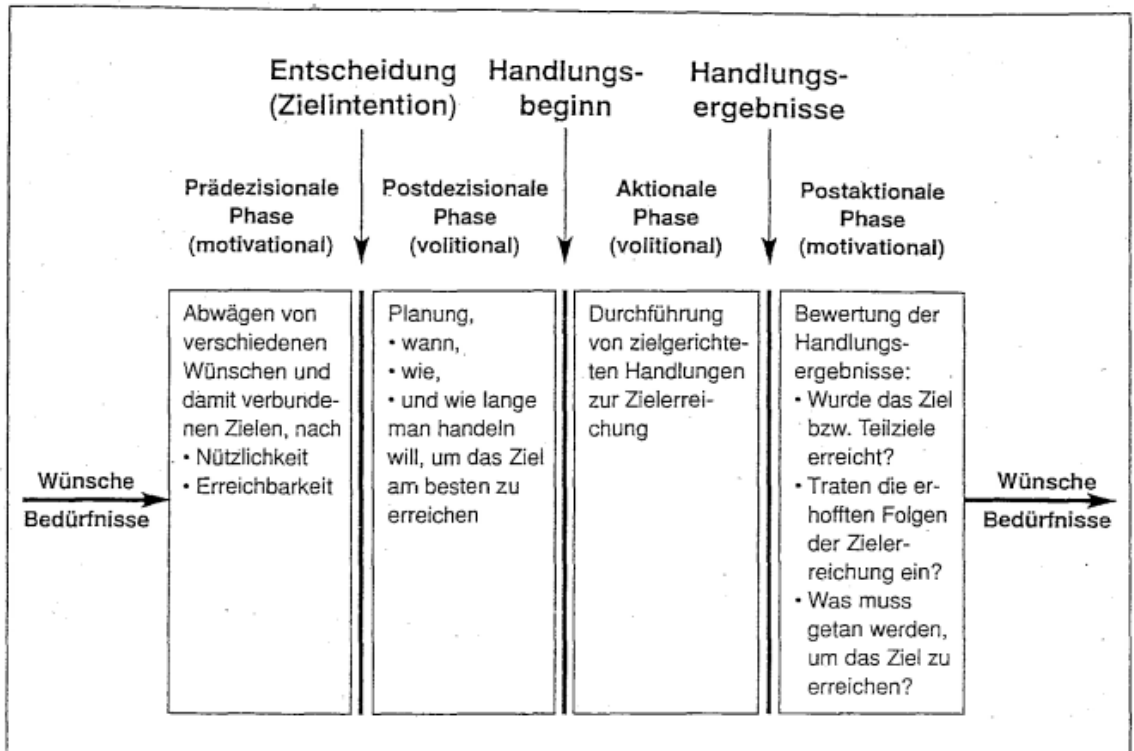 Entscheidung
(Zielintention)
Handlungs-
beginn
Handlungs-
ergebnisse
Prädezisionale
Phase
(motivational)
Postdezisionale
Phase
(volitional)
Aktionale
Phase
(volitional)
Postaktionale
Phase
(motivational)
Wünsche
Bedürfnisse
Abwägen von
verschiedenen
Wünschen und
damit verbunde-
nen Zielen, nach
• Nützlichkeit
• Erreichbarkeit
Planung,
• wann,
• wie,
• und wie lange
man handeln
will, um das Ziel
am besten zu
erreichen
Durchführung
von zielgerichte-
ten Handlungen
zur Zielerrei-
chung
Bewertung der
Handlungs-
ergebnisse:
• Wurde das Ziel
bzw. Teilziele
erreicht?
• Traten die er-
hofften Folgen
der Zieler-
reichung ein?
• Was muss
getan werden,
um das Ziel zu
erreichen?
Wünsche
Bedürfnisse